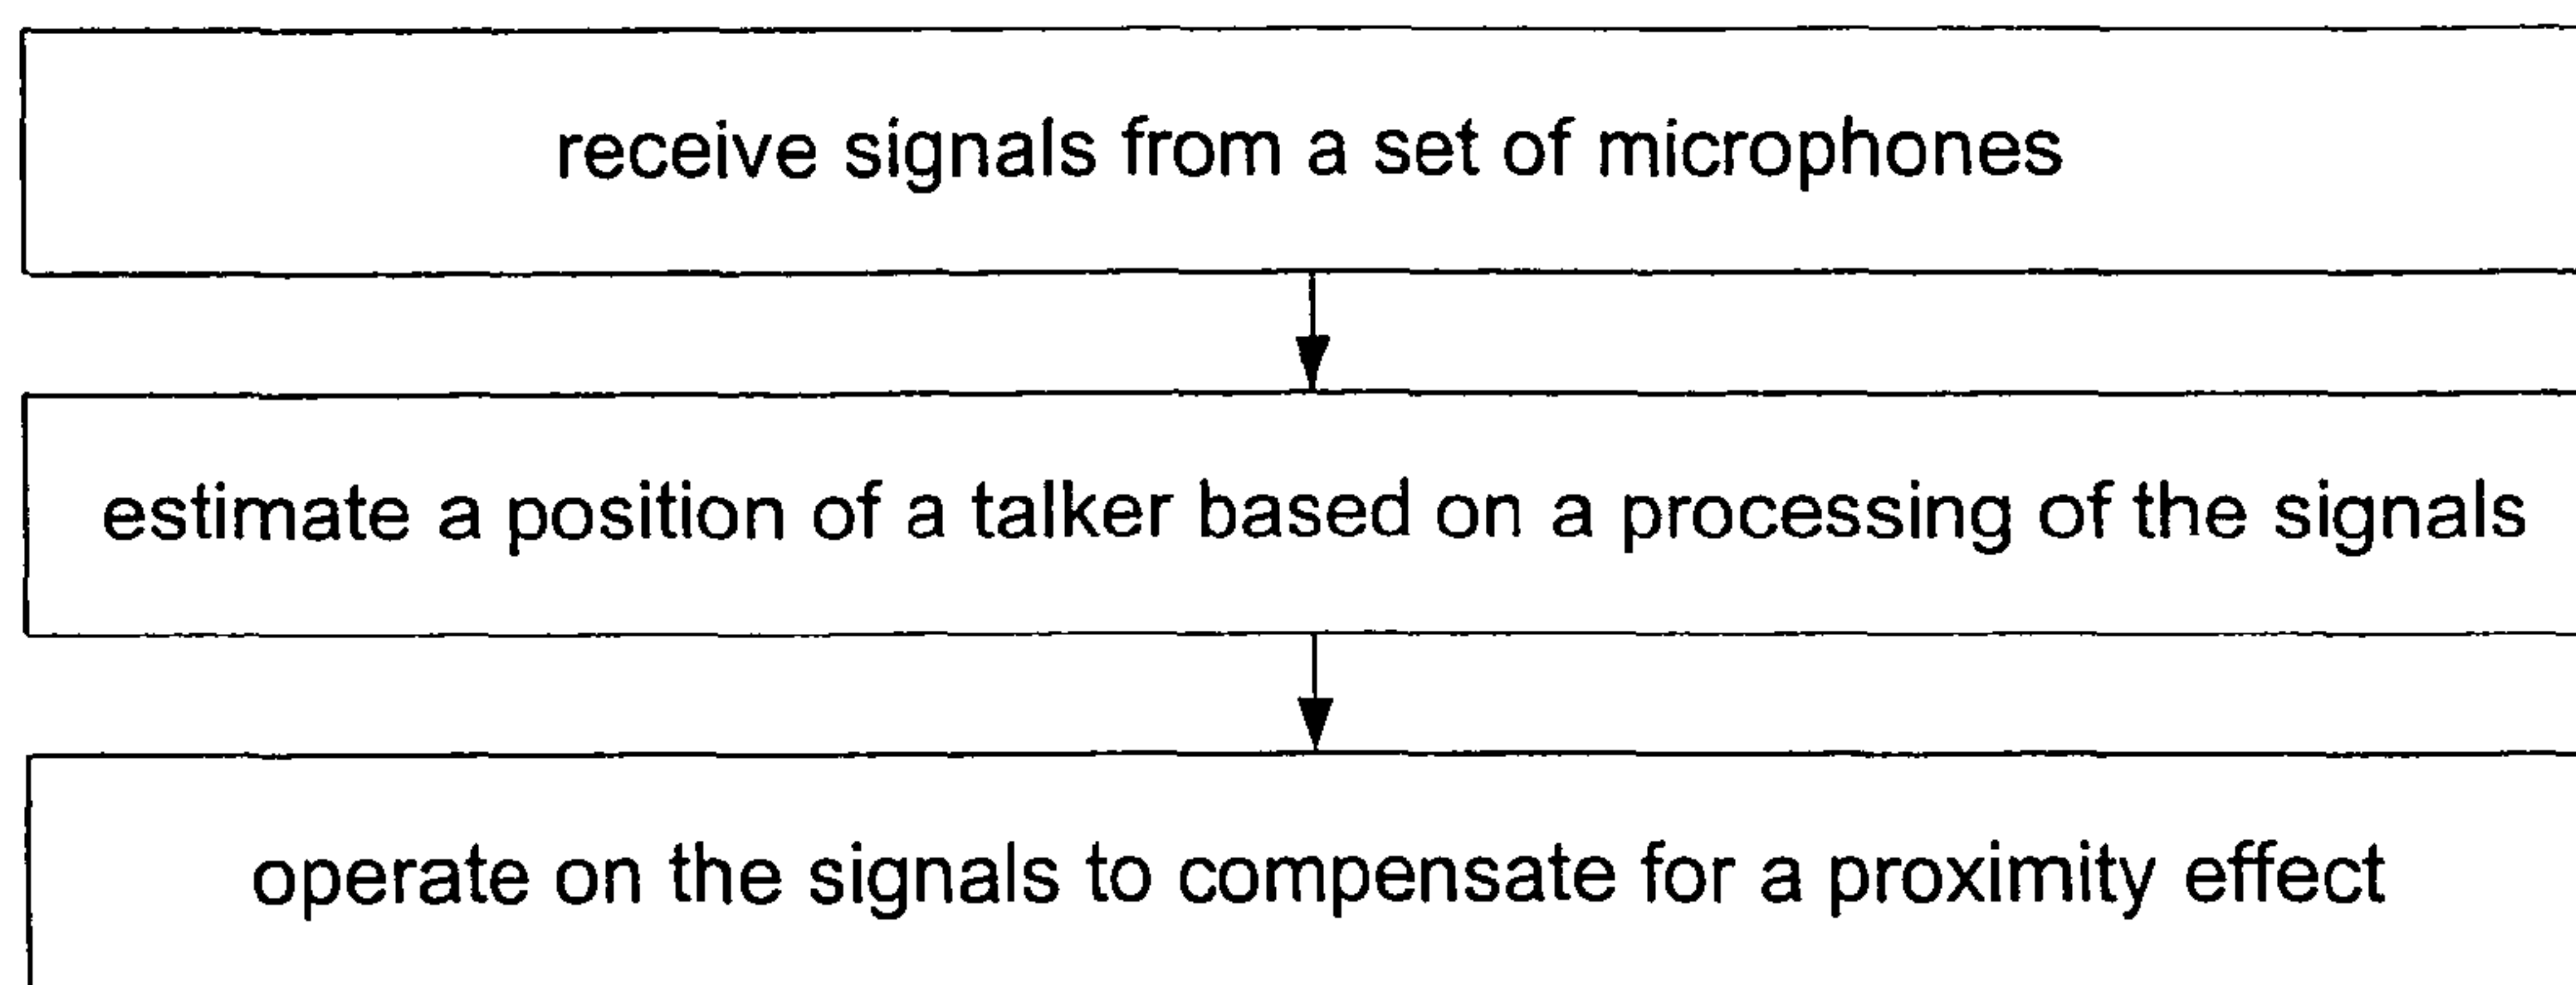 receive signals from a set of microphones
estimate a position of a talker based on a processing of the signals
operate on the signals to compensate for a proximity effect